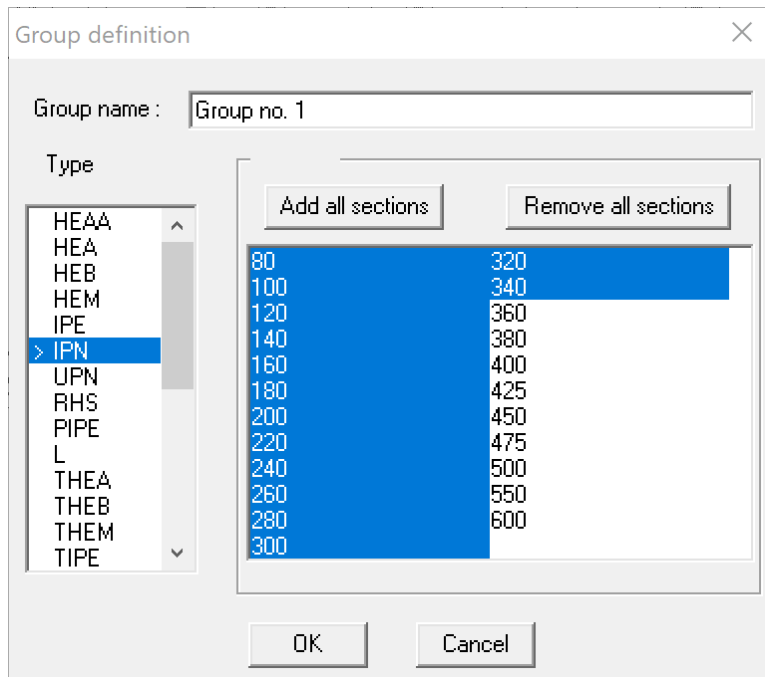 Group definition
Group name :
Group no. 1
Type
Add all sections
Remove all sections
HEAA
HEA
HEB
HEM
IPE
> IPN
UPN
RHS
PIPE
L
THEA
THEB
THEM
TIPE
80
100
120
140
160
180
200
220
240
260
280
300
320
340
360
380
400
425
450
475
500
550
600
OK
Cancel